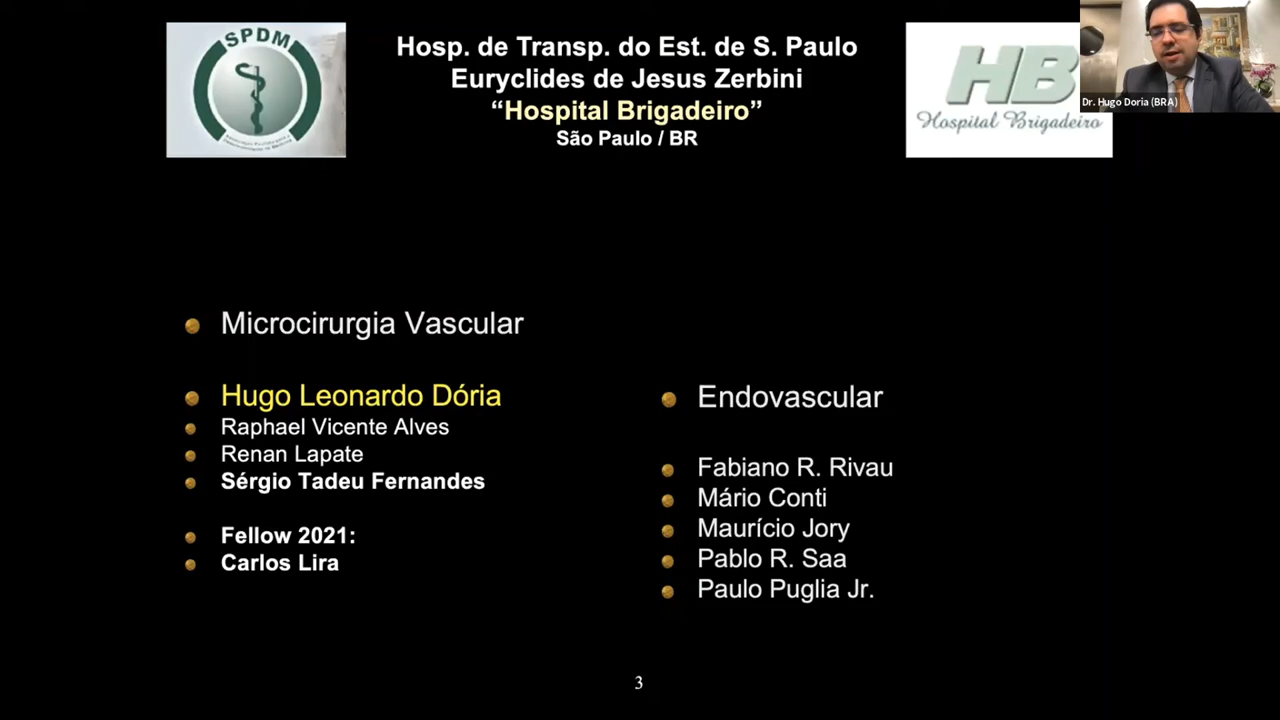 SPDM
Hosp. de Transp. do Est. de S. Paulo
Euryclides de Jesus Zerbini
“Hospital Brigadeiro”
São Paulo / BR
HB
Hospital Brigadeiro
Dr. Hugo Doria (BRA)
Microcirurgia Vascular
Hugo Leonardo Dória
Raphael Vicente Alves
Renan Lapate
Sérgio Tadeu Fernandes
Fellow 2021:
Carlos Lira
Endovascular
Fabiano R. Rivau
Mário Conti
Maurício Jory
Pablo R. Saa
Paulo Puglia Jr.
3